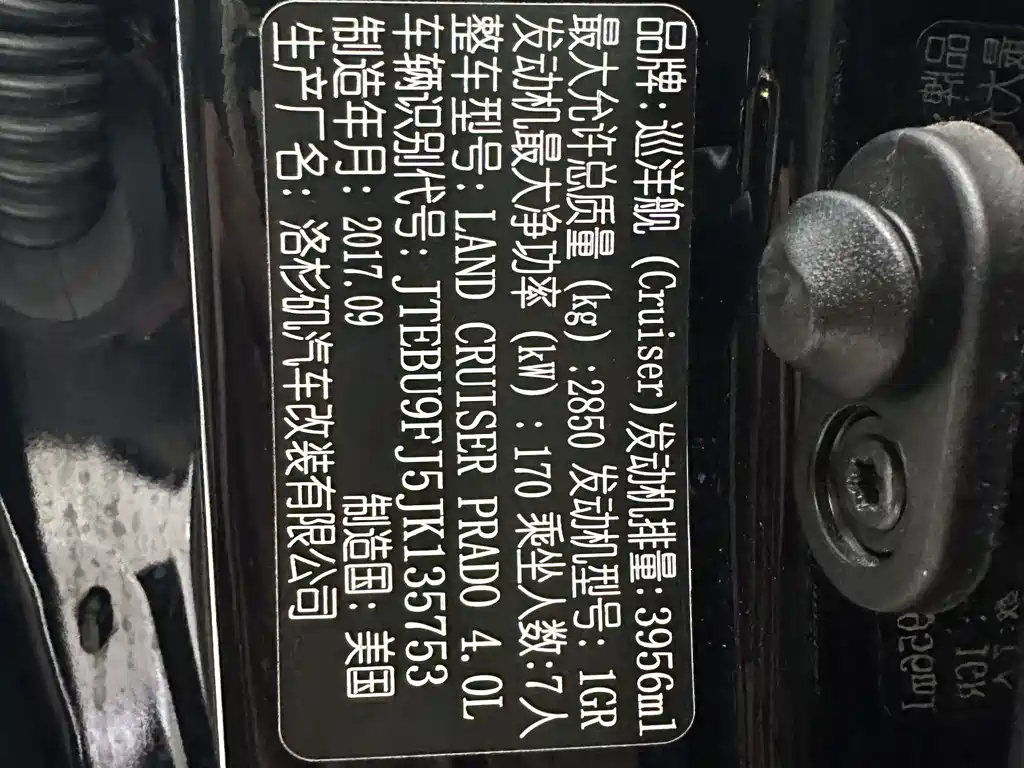 品牌:巡洋舰 (Cruiser)发动机排量:3956ml
最大允许总质量 (kg) :2850 发动机型号: 1GR
发动机最大净功率 (kW) :170 乘坐人数:7人
整车型号: LAND CRUISER PRADO 4.0L
车辆识别代号: JTEBU9FJ5JK135753
制造年月: 2017.09 制造国: 美国
生产厂名: 洛杉矶汽车改装有限公司